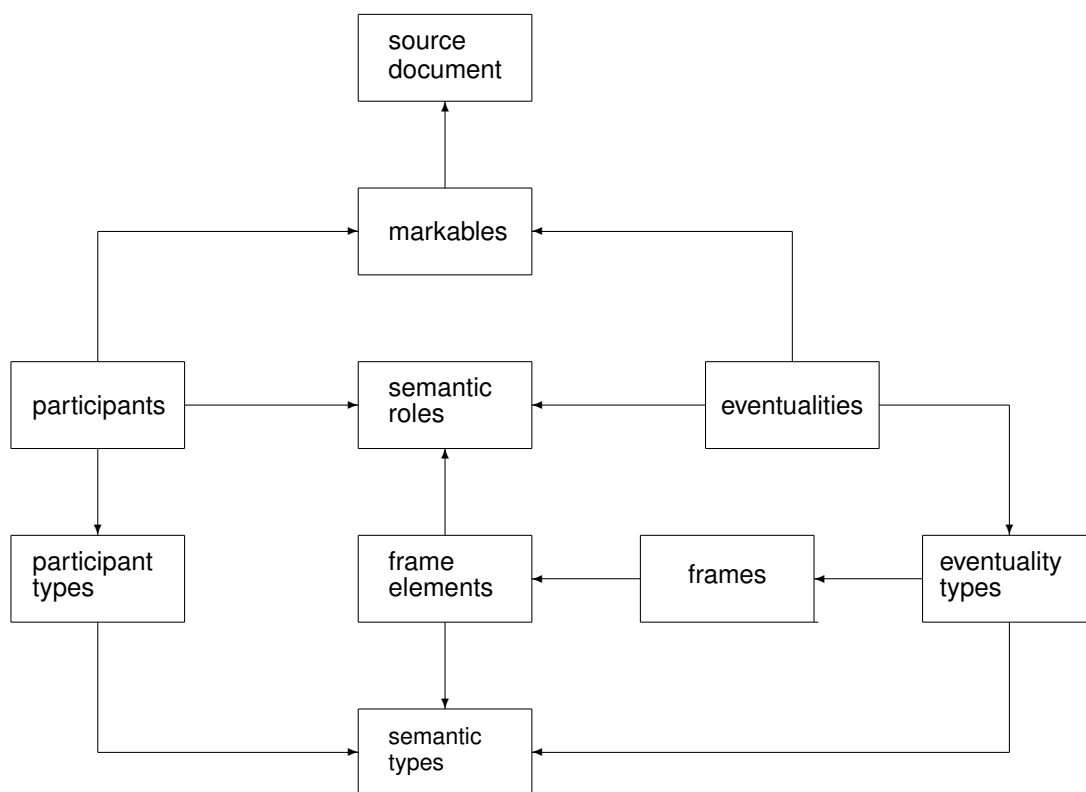 source
document
markables
participants
semantic
roles
eventualities
participant
types
frame
elements
frames
eventuality
types
semantic
types